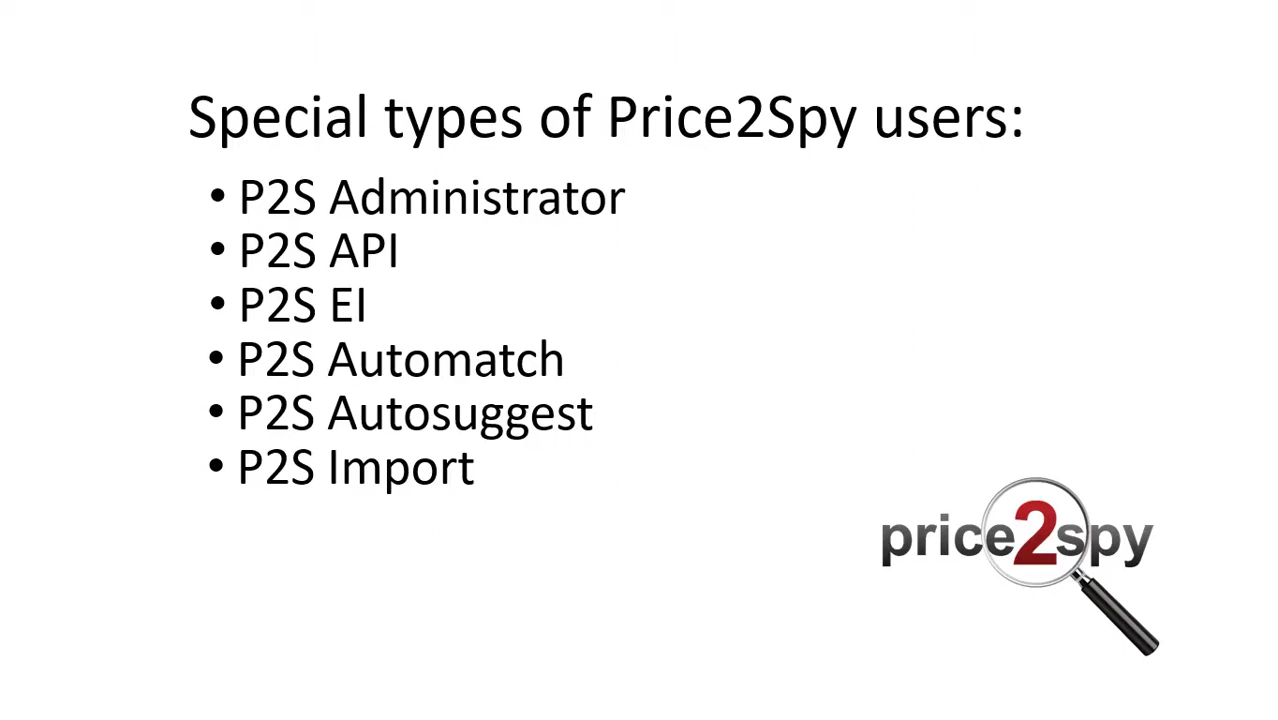 Special types of Price2Spy users:
• P2S Administrator
• P2S API
• P2S EI
• P2S Automatch
• P2S Autosuggest
• P2S Import
price2spy